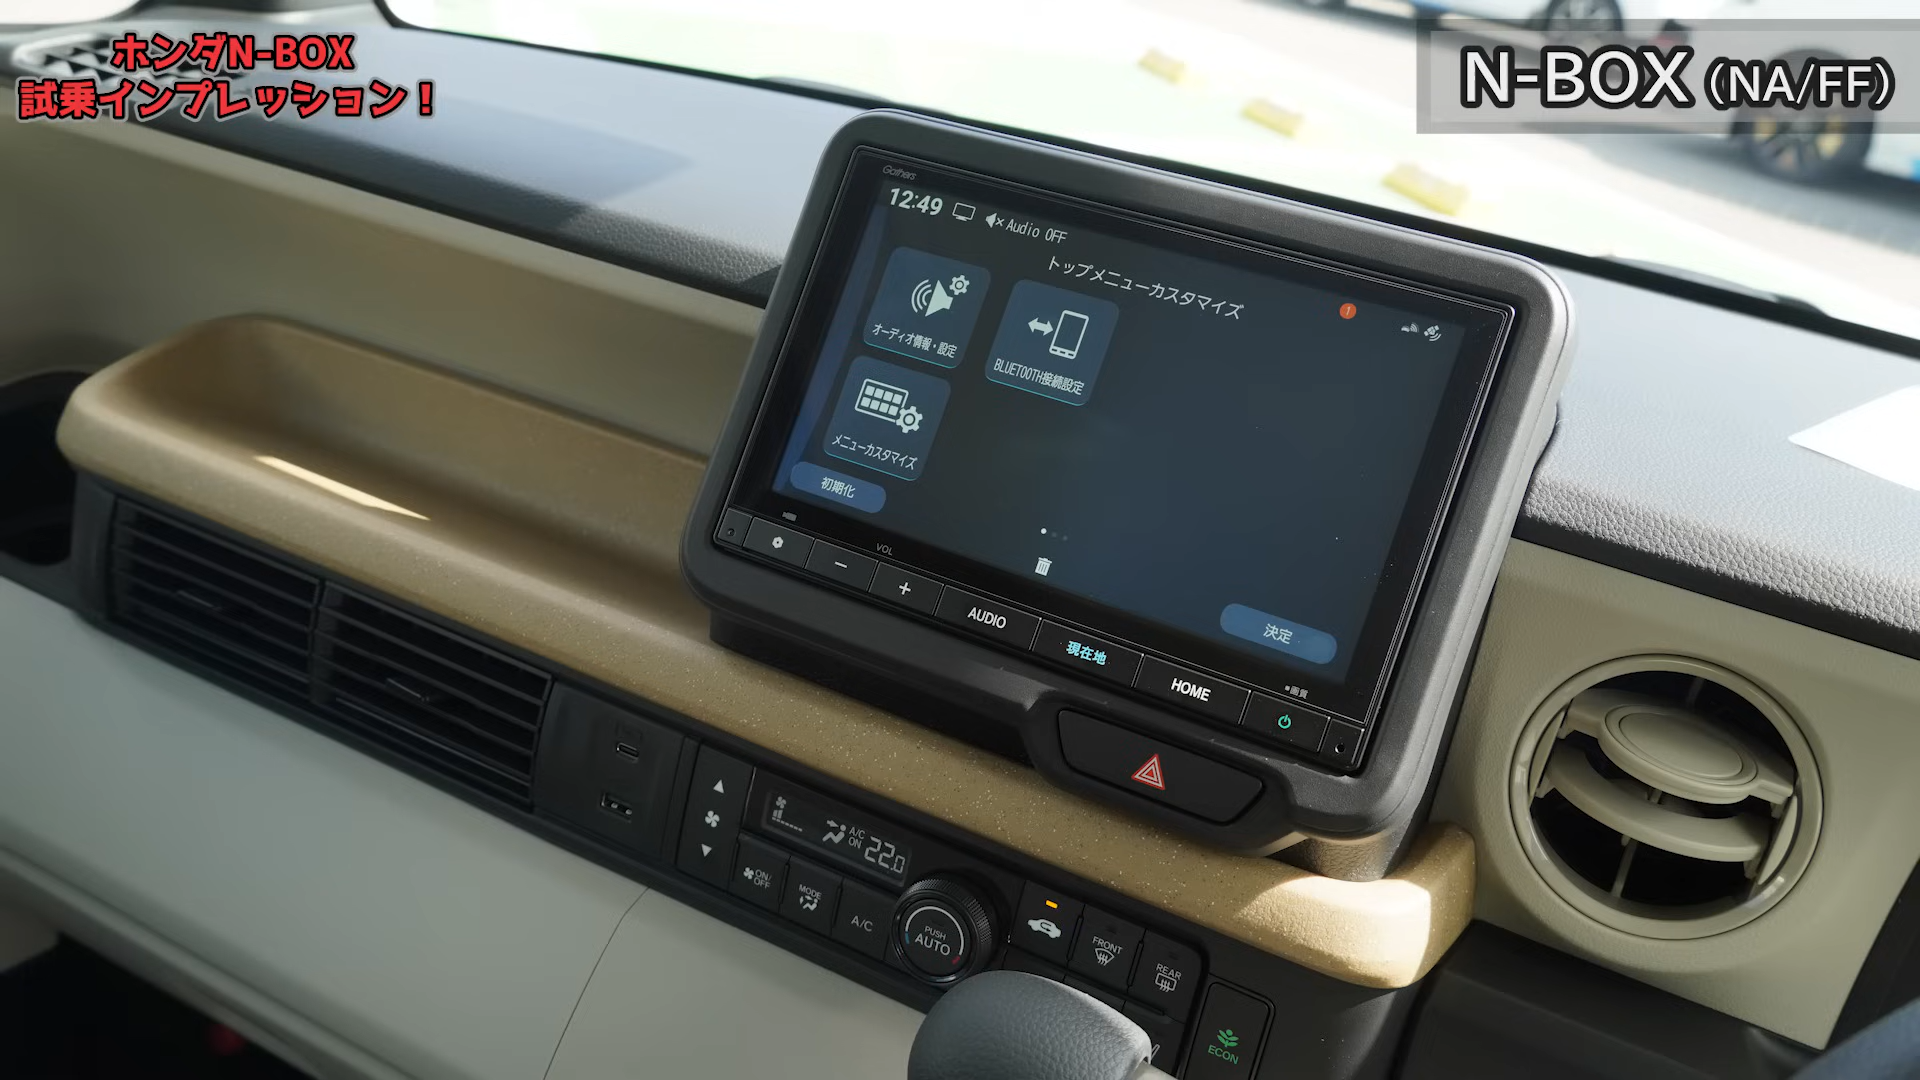 ホンダN-BOX
試乗インプレッション！
N-BOX（NA/FF）
Gathers
12:49
Audio OFF
トップメニューカスタマイズ
1
オーディオ情報・設定
BLUETOOTH接続設定
メニューカスタマイズ
初期化
決定
VOL
− +
AUDIO
現在地
HOME
画質
A/C
ON
22.0
ON/
OFF
MODE
A/C
PUSH
AUTO
FRONT
REAR
ECON